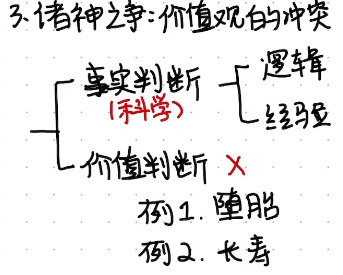 3. 诸神之争: 价值观的冲突
事实判断
(科学)
逻辑
经验
价值判断 X
例1. 堕胎
例2. 长寿